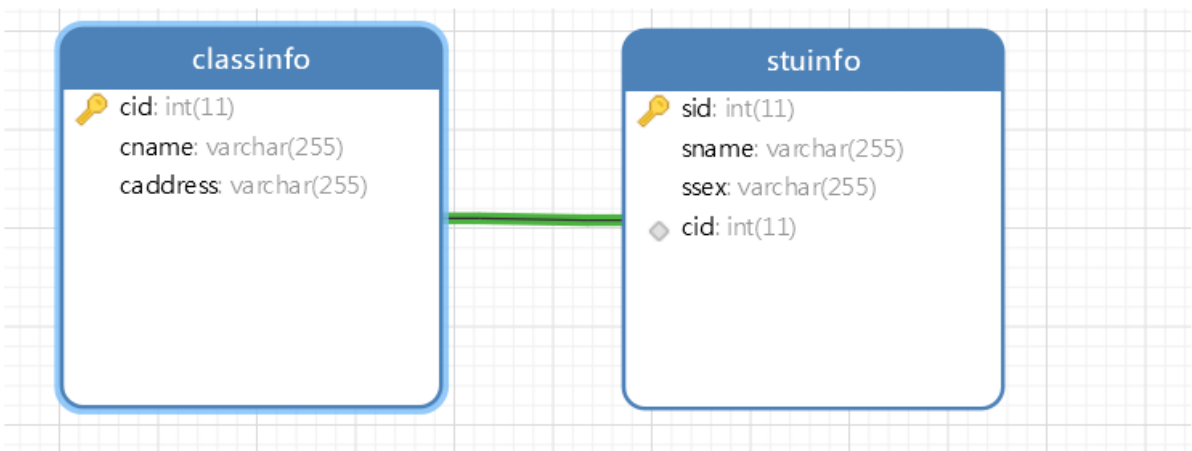 classinfo
cid: int(11)
cname: varchar(255)
caddress: varchar(255)
stuinfo
sid: int(11)
sname: varchar(255)
ssex: varchar(255)
cid: int(11)